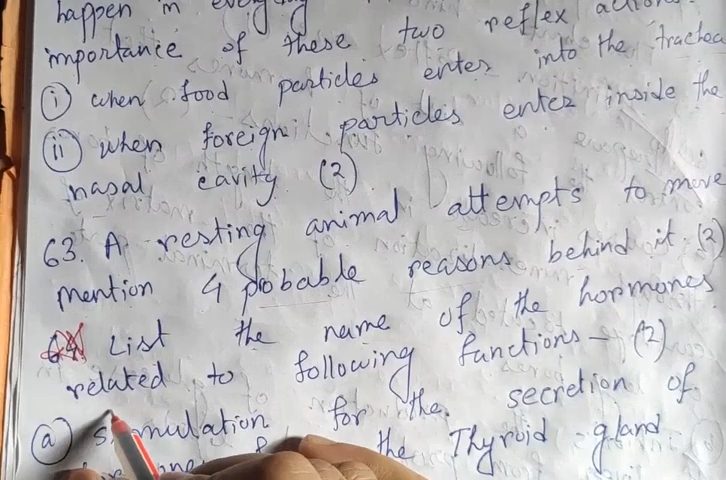 happen in
reflex
importance of these two
(i) when food particles enter into the trachea
(ii) when foreign particles enter inside the
nasal cavity (2)
63. A resting animal attempts to move
mention 4 probable reasons behind it. (2)
64 List the name of the hormones
related to following functions - (2)
(a) stimulation for the secretion of
the Thyroid gland